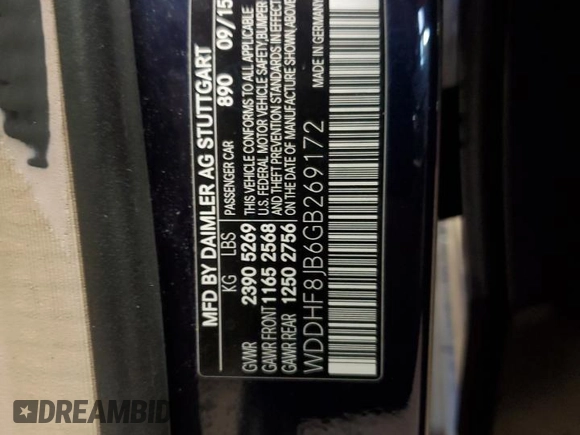 MFD BY DAIMLER AG STUTTGART
KG LBS PASSENGER CAR 890 09/15
GVWR 2390 5269 THIS VEHICLE CONFORMS TO ALL APPLICABLE
U.S. FEDERAL MOTOR VEHICLE SAFETY,BUMPER
GAWR FRONT 1165 2568 AND THEFT PREVENTION STANDARDS IN EFFECT
OF MANUFACTURE SHOWN,ABOVE
GAWR REAR 1250 2756 ON THE DATE
WDDHF8JB6GB269172 MADE IN GERMANY
DREAMBID